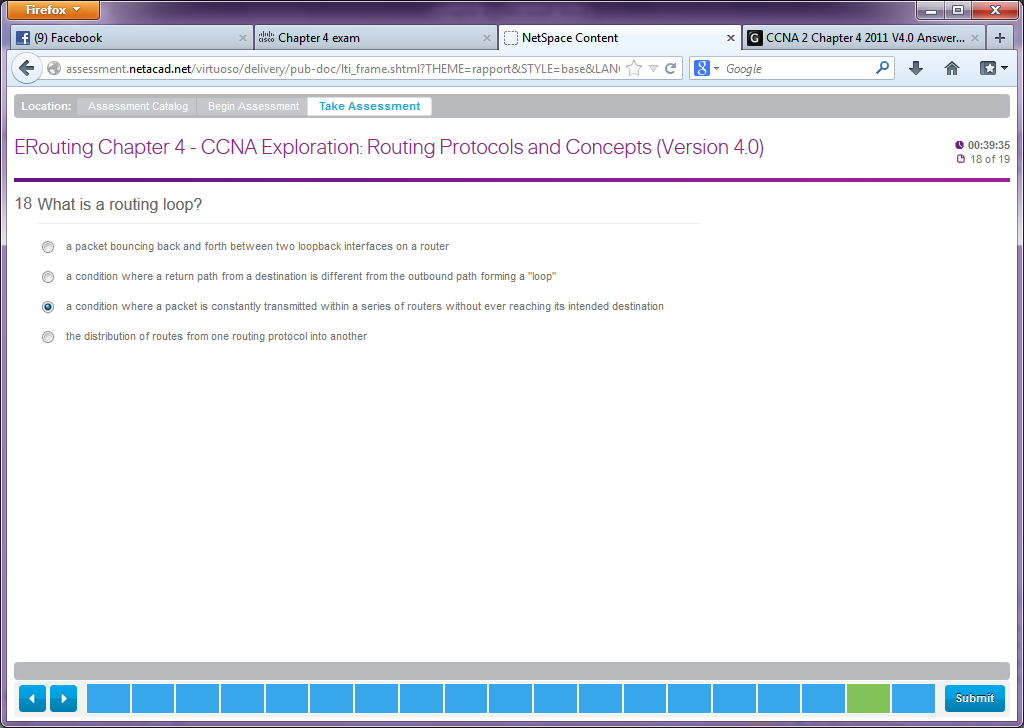 Firefox
(9) Facebook
Chapter 4 exam
NetSpace Content
CCNA 2 Chapter 4 2011 V4.0 Answer...
assessment.netacad.net/virtuoso/delivery/pub-doc/lti_frame.shtml?THEME=rapport&STYLE=base&LAN
Google
Location: Assessment Catalog Begin Assessment Take Assessment
ERouting Chapter 4 - CCNA Exploration: Routing Protocols and Concepts (Version 4.0)
00:39:35
18 of 19
18 What is a routing loop?
a packet bouncing back and forth between two loopback interfaces on a router
a condition where a return path from a destination is different from the outbound path forming a "loop"
a condition where a packet is constantly transmitted within a series of routers without ever reaching its intended destination
the distribution of routes from one routing protocol into another
Submit